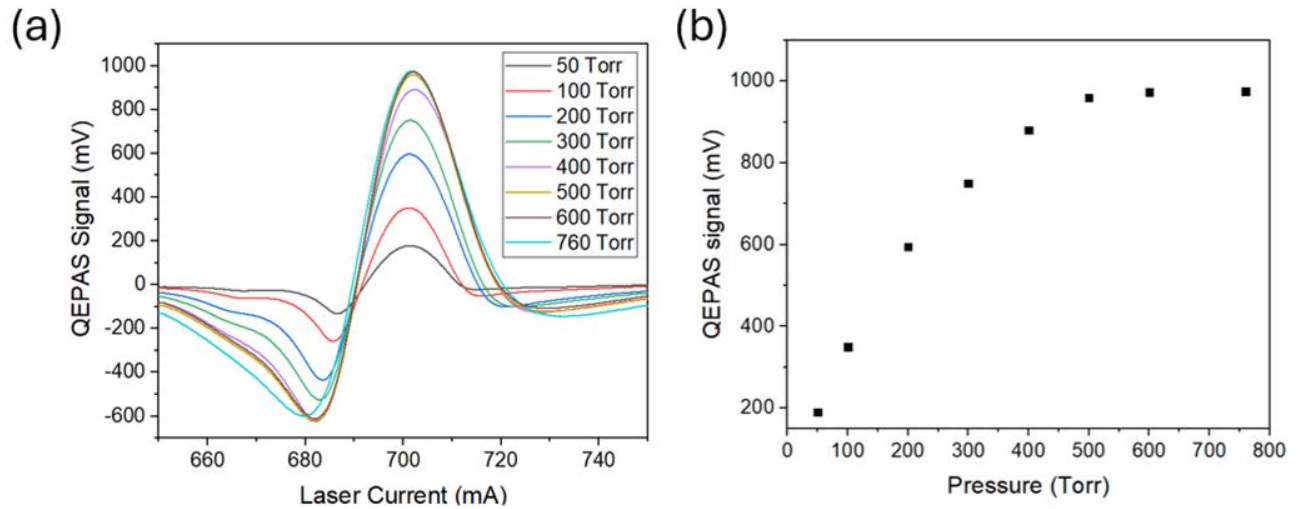 (a)
QEPAS Signal (mV)
1000
800
600
400
200
0
-200
-400
-600
50 Torr
100 Torr
200 Torr
300 Torr
400 Torr
500 Torr
600 Torr
760 Torr
660 680 700 720 740
Laser Current (mA)
(b)
QEPAS signal (mV)
1000
800
600
400
200
0 100 200 300 400 500 600 700 800
Pressure (Torr)